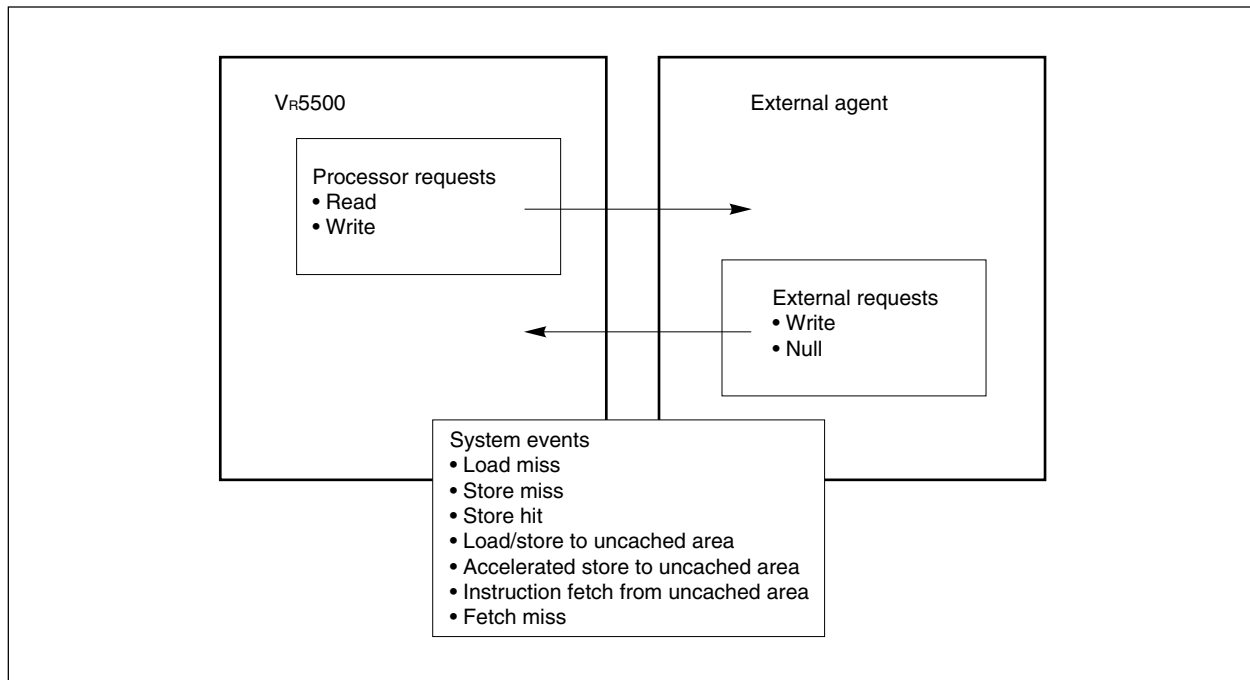 VR5500
External agent
Processor requests
• Read
• Write
External requests
• Write
• Null
System events
• Load miss
• Store miss
• Store hit
• Load/store to uncached area
• Accelerated store to uncached area
• Instruction fetch from uncached area
• Fetch miss